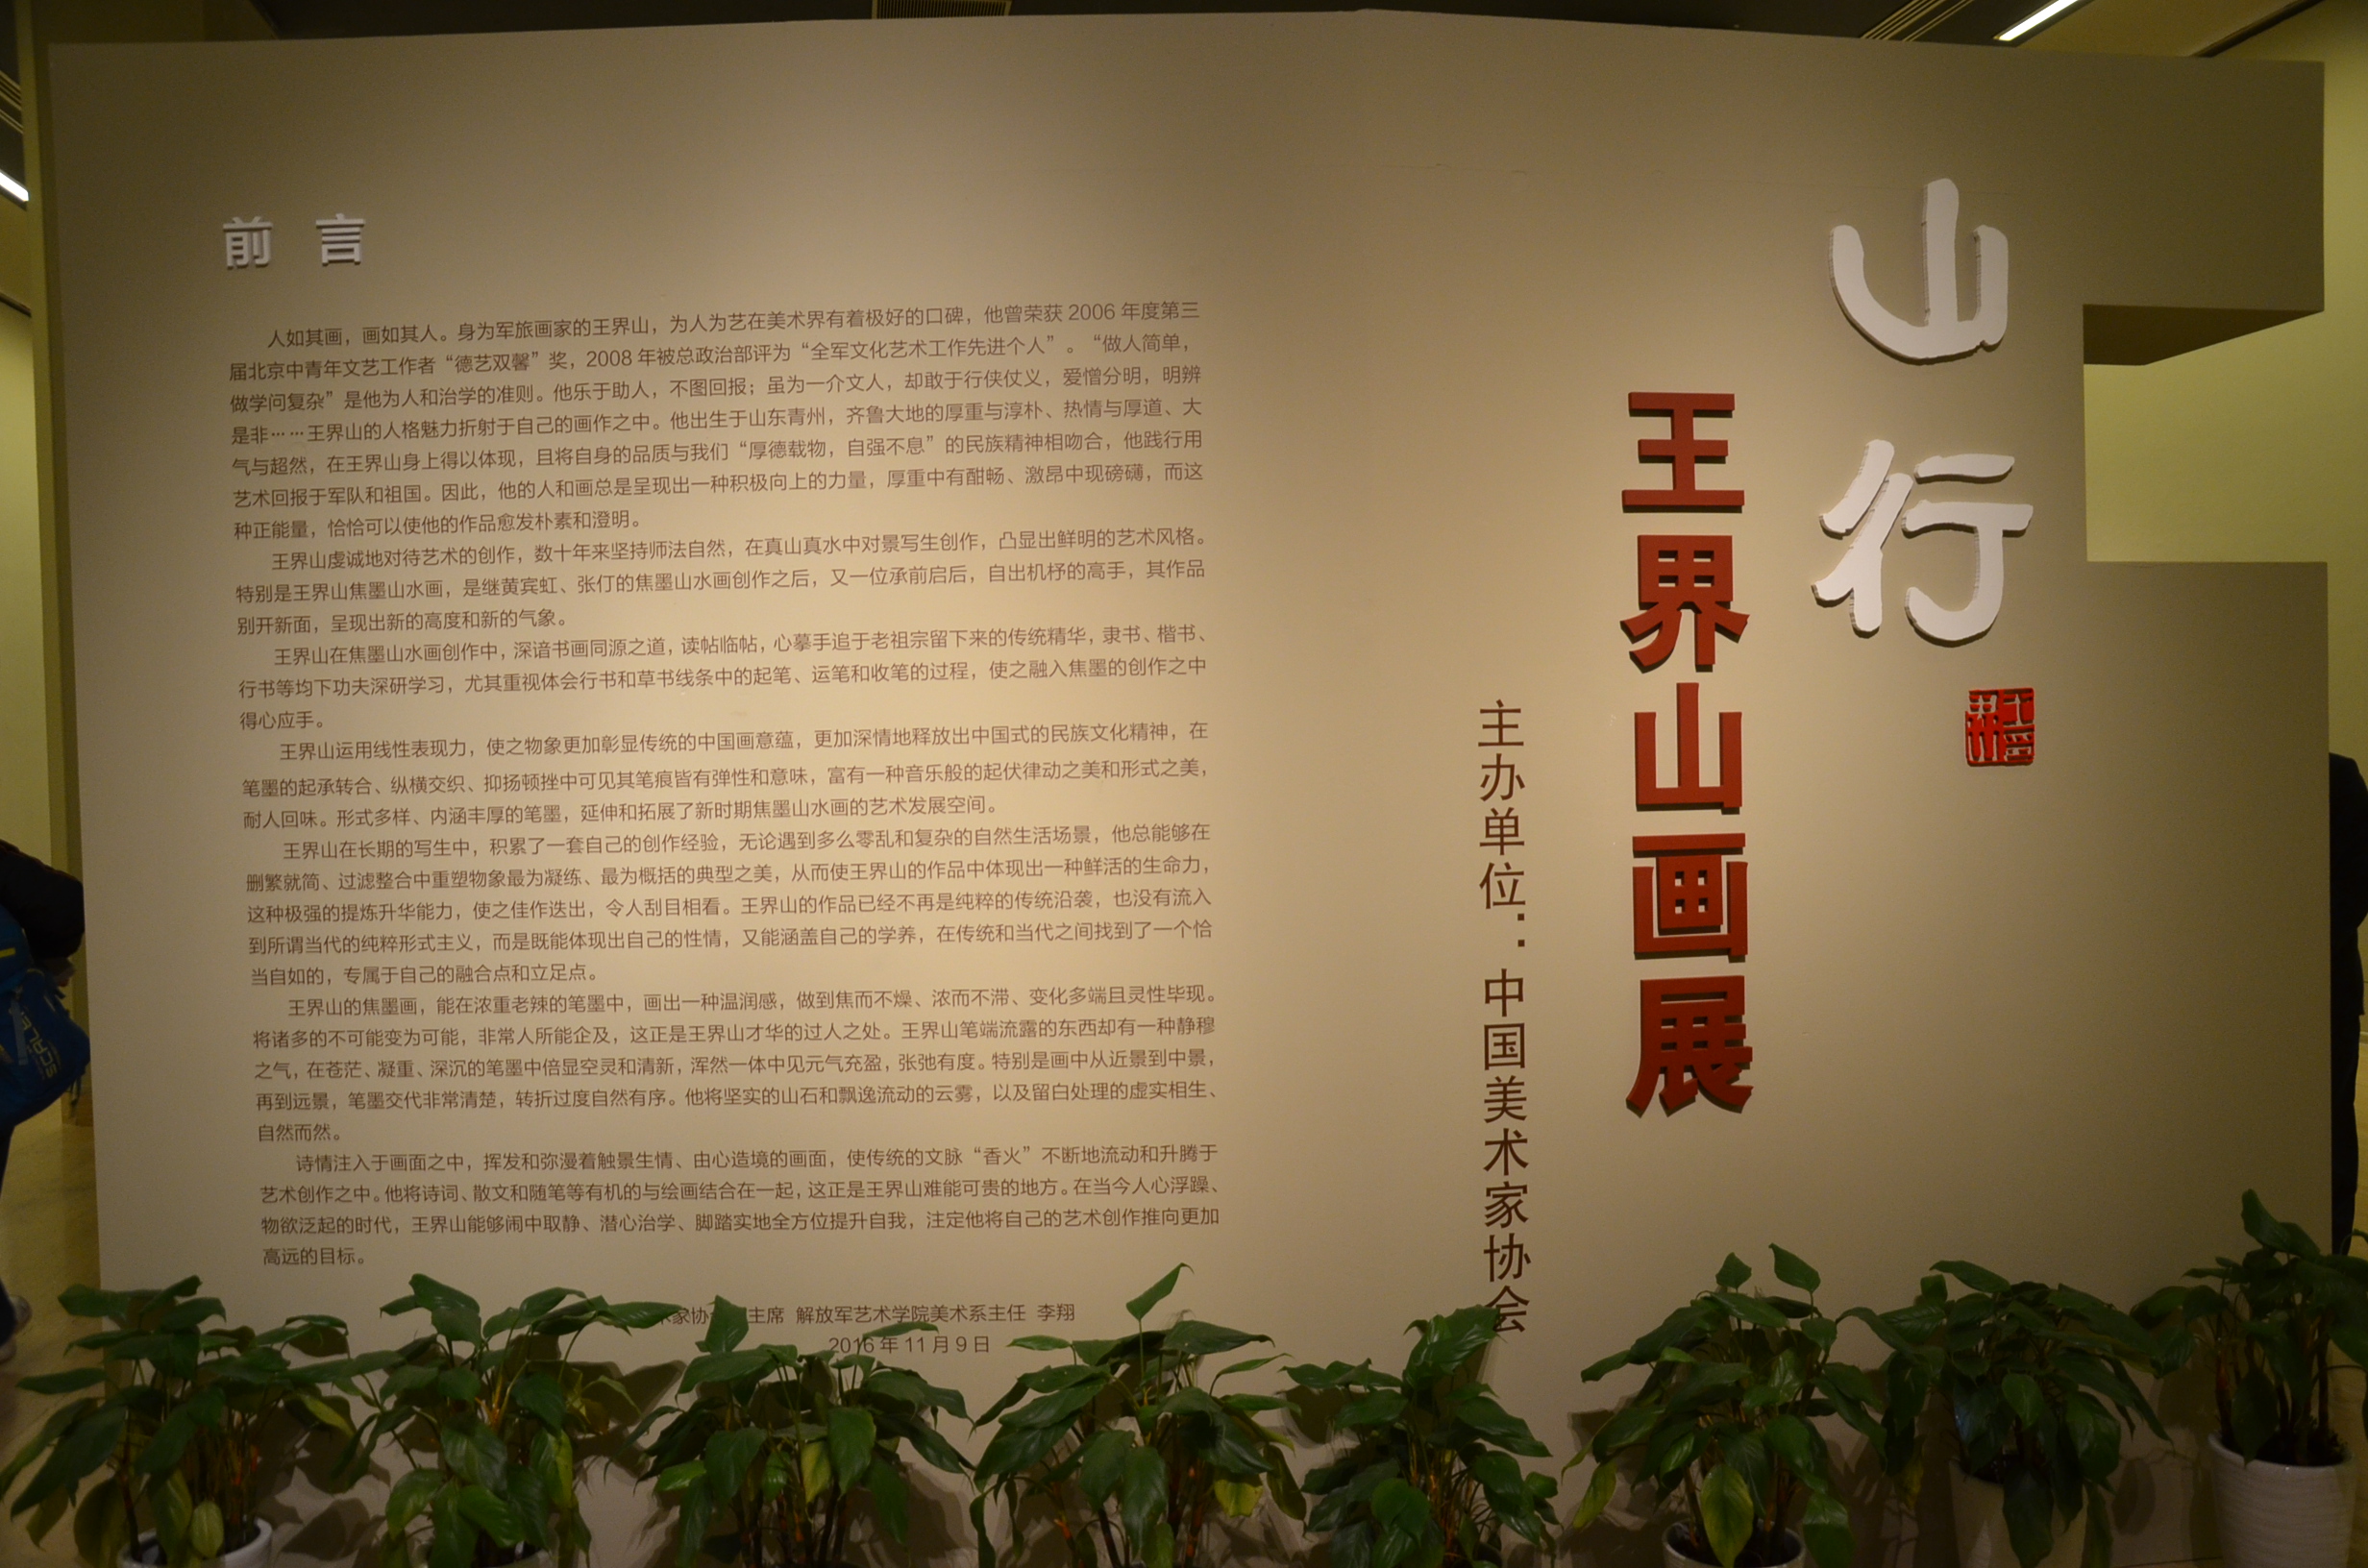 前 言
人如其画，画如其人。身为军旅画家的王界山，为人为艺在美术界有着极好的口碑，他曾荣获 2006 年度第三
届北京中青年文艺工作者“德艺双馨”奖，2008 年被总政治部评为“全军文化艺术工作先进个人”。“做人简单，
做学问复杂”是他为人和治学的准则。他乐于助人，不图回报；虽为一介文人，却敢于行侠仗义，爱憎分明，明辨
是非……王界山的人格魅力折射于自己的画作之中。他出生于山东青州，齐鲁大地的厚重与淳朴、热情与厚道、大
气与超然，在王界山身上得以体现，且将自身的品质与我们“厚德载物，自强不息”的民族精神相吻合，他践行用
艺术回报于军队和祖国。因此，他的人和画总是呈现出一种积极向上的力量，厚重中有酣畅、激昂中现磅礴，而这
种正能量，恰恰可以使他的作品愈发朴素和澄明。
王界山虔诚地对待艺术的创作，数十年来坚持师法自然，在真山真水中对景写生创作，凸显出鲜明的艺术风格。
特别是王界山焦墨山水画，是继黄宾虹、张仃的焦墨山水画创作之后，又一位承前启后，自出机杼的高手，其作品
别开新面，呈现出新的高度和新的气象。
王界山在焦墨山水画创作中，深谙书画同源之道，读帖临帖，心摹手追于老祖宗留下来的传统精华，隶书、楷书、
行书等均下功夫深研学习，尤其重视体会行书和草书线条中的起笔、运笔和收笔的过程，使之融入焦墨的创作之中
得心应手。
王界山运用线性表现力，使之物象更加彰显传统的中国画意蕴，更加深情地释放出中国式的民族文化精神，在
笔墨的起承转合、纵横交织、抑扬顿挫中可见其笔痕皆有弹性和意味，富有一种音乐般的起伏律动之美和形式之美，
耐人回味。形式多样、内涵丰厚的笔墨，延伸和拓展了新时期焦墨山水画的艺术发展空间。
王界山在长期的写生中，积累了一套自己的创作经验，无论遇到多么零乱和复杂的自然生活场景，他总能够在
删繁就简、过滤整合中重塑物象最为凝练、最为概括的典型之美，从而使王界山的作品中体现出一种鲜活的生命力，
这种极强的提炼升华能力，使之佳作迭出，令人刮目相看。王界山的作品已经不再是纯粹的传统沿袭，也没有流入
到所谓当代的纯粹形式主义，而是既能体现出自己的性情，又能涵盖自己的学养，在传统和当代之间找到了一个恰
当自如的，专属于自己的融合点和立足点。
王界山的焦墨画，能在浓重老辣的笔墨中，画出一种温润感，做到焦而不燥、浓而不滞、变化多端且灵性毕现。
将诸多的不可能变为可能，非常人所能企及，这正是王界山才华的过人之处。王界山笔端流露的东西却有一种静穆
之气，在苍茫、凝重、深沉的笔墨中倍显空灵和清新，浑然一体中见元气充盈，张弛有度。特别是画中从近景到中景，
再到远景，笔墨交代非常清楚，转折过度自然有序。他将坚实的山石和飘逸流动的云雾，以及留白处理的虚实相生、
自然而然。
诗情注入于画面之中，挥发和弥漫着触景生情、由心造境的画面，使传统的文脉“香火”不断地流动和升腾于
艺术创作之中。他将诗词、散文和随笔等有机的与绘画结合在一起，这正是王界山难能可贵的地方。在当今人心浮躁、
物欲泛起的时代，王界山能够闹中取静、潜心治学、脚踏实地全方位提升自我，注定他将自己的艺术创作推向更加
高远的目标。
家协 主席 解放军艺术学院美术系主任 李翔
2016 年 11 月 9 日
山行
王界山画展
主办单位：中国美术家协会